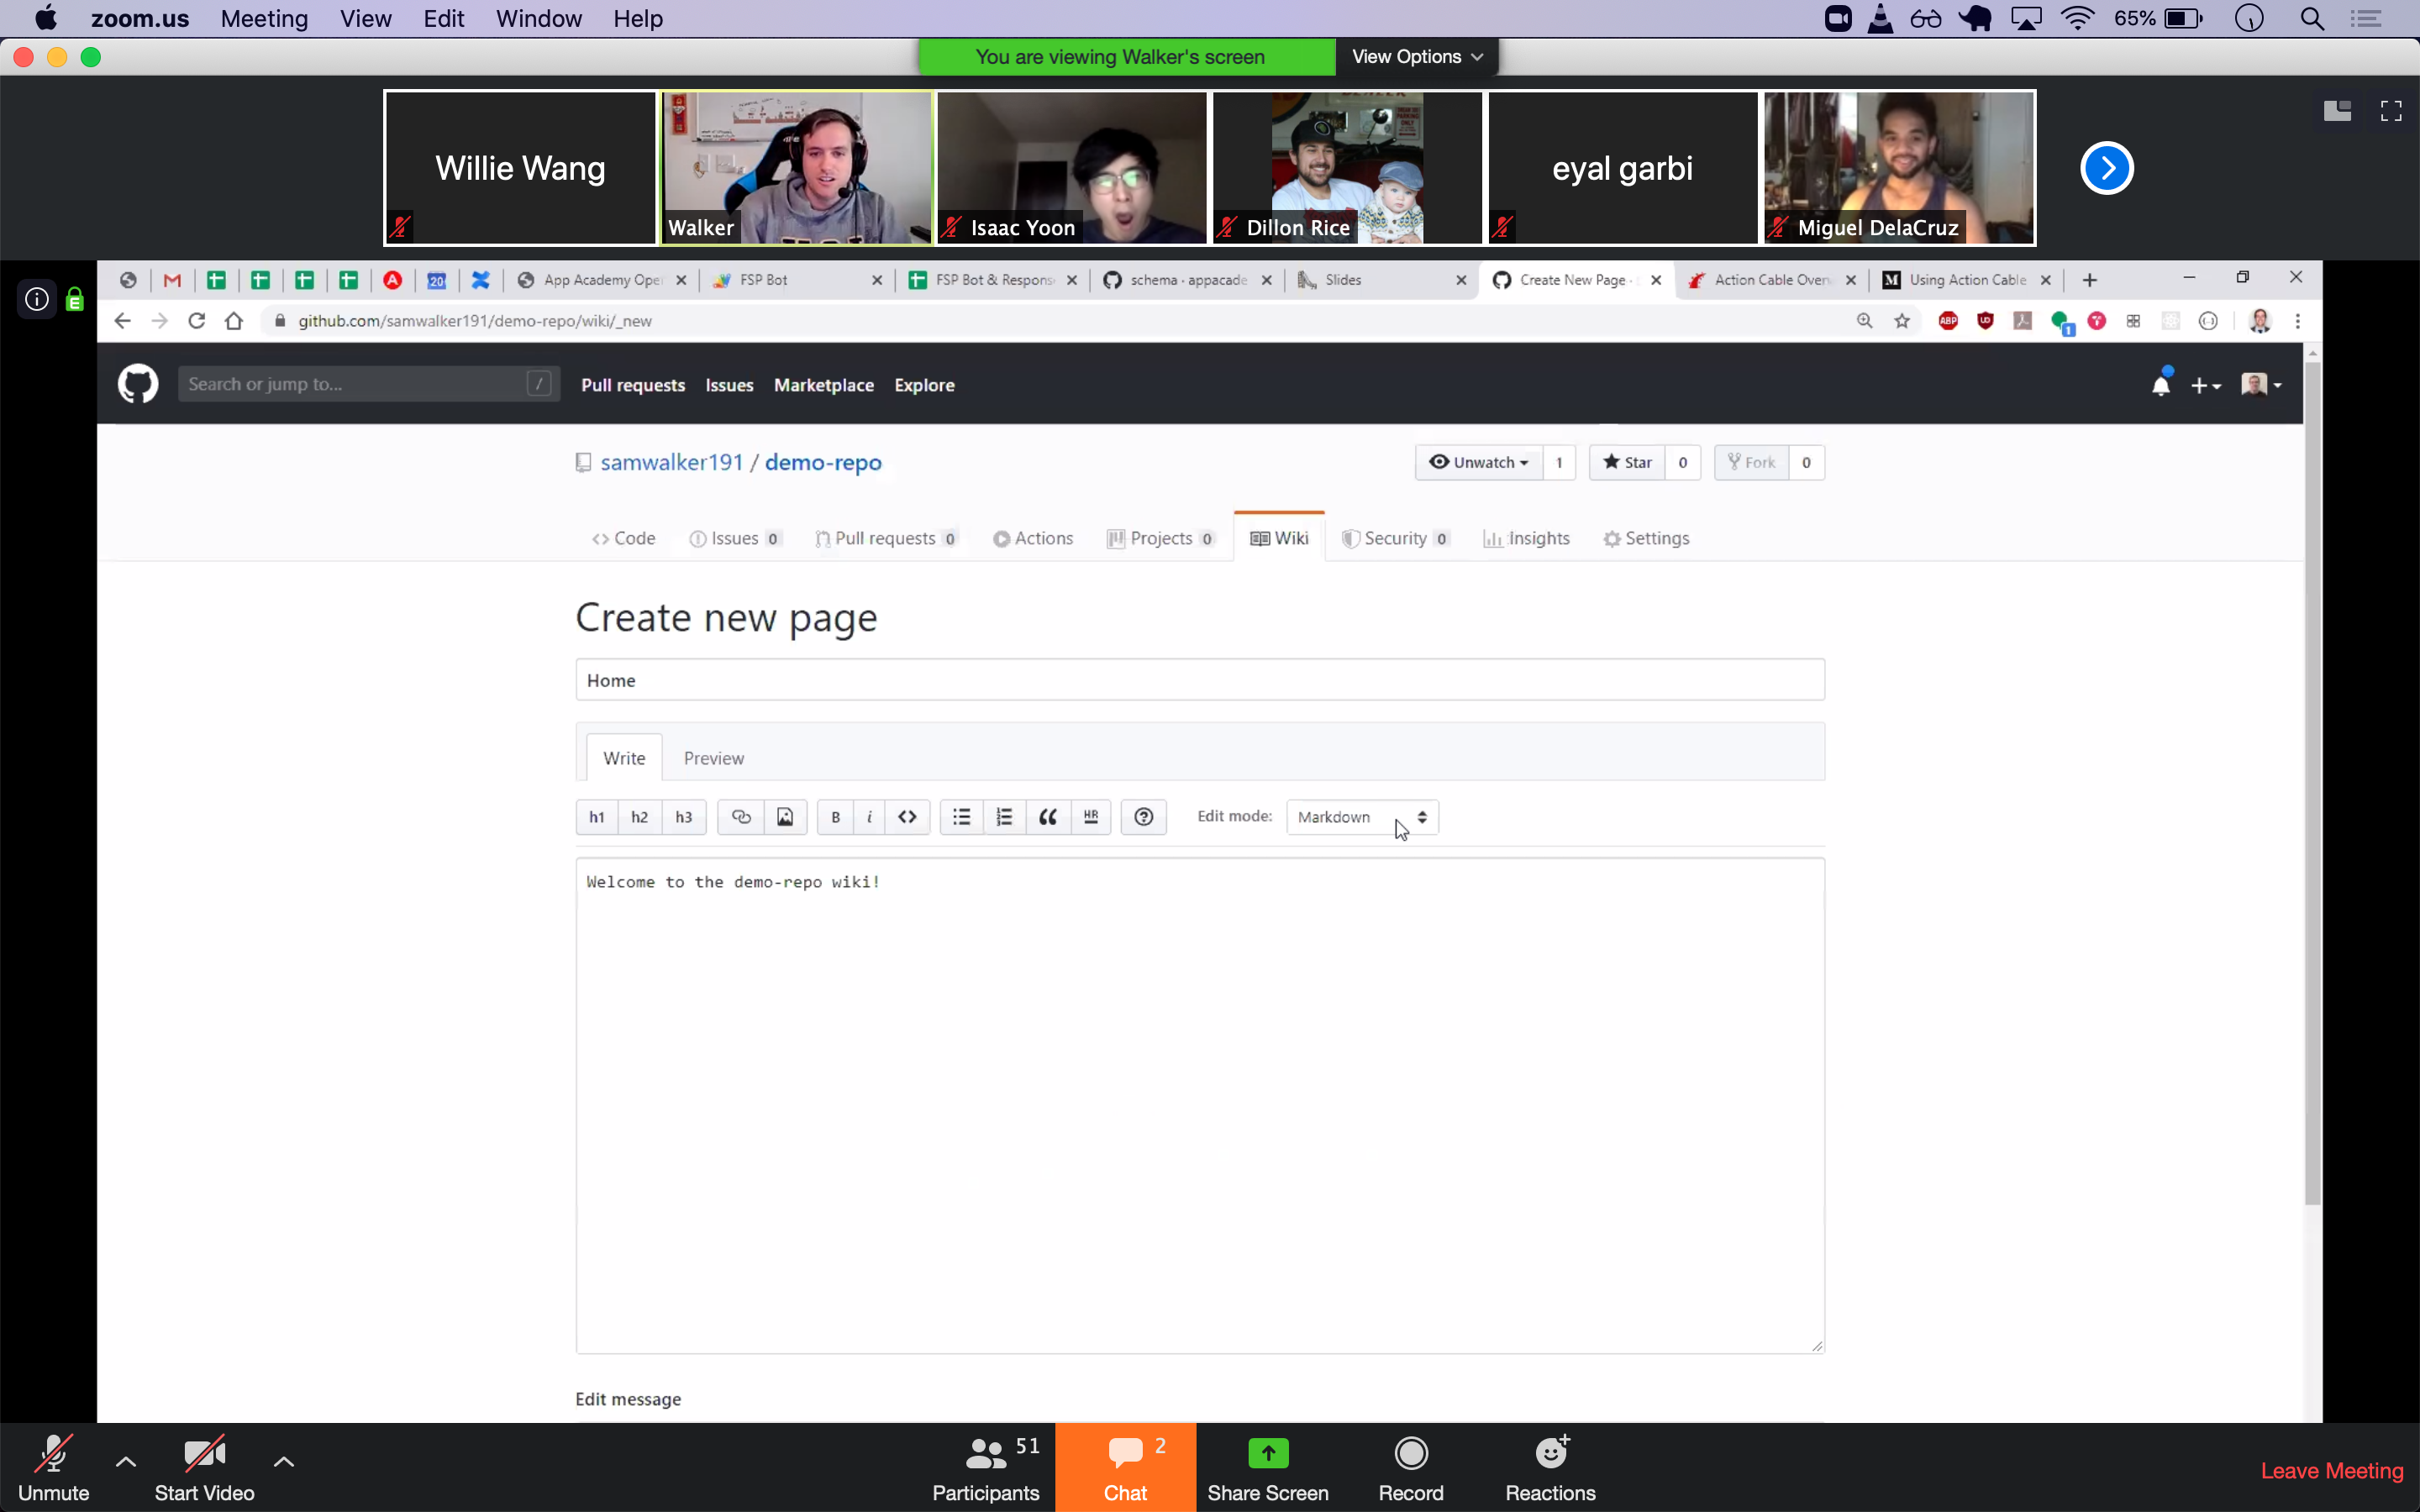 zoom.us Meeting View Edit Window Help 65%
You are viewing Walker's screen View Options
Willie Wang
Walker
Isaac Yoon
Dillon Rice
eyal garbi
Miguel DelaCruz
App Academy Ope FSP Bot FSP Bot & Respons schema · appacade Slides Create New Page · Action Cable Over Using Action Cable
github.com/samwalker191/demo-repo/wiki/_new
Search or jump to... / Pull requests Issues Marketplace Explore
samwalker191 / demo-repo Unwatch 1 Star 0 Fork 0
Code Issues 0 Pull requests 0 Actions Projects 0 Wiki Security 0 Insights Settings
Create new page
Home
Write Preview
h1 h2 h3 B i <> HR Edit mode: Markdown
Welcome to the demo-repo wiki!
Edit message
Unmute Start Video Participants 51 Chat 2 Share Screen Record Reactions Leave Meeting